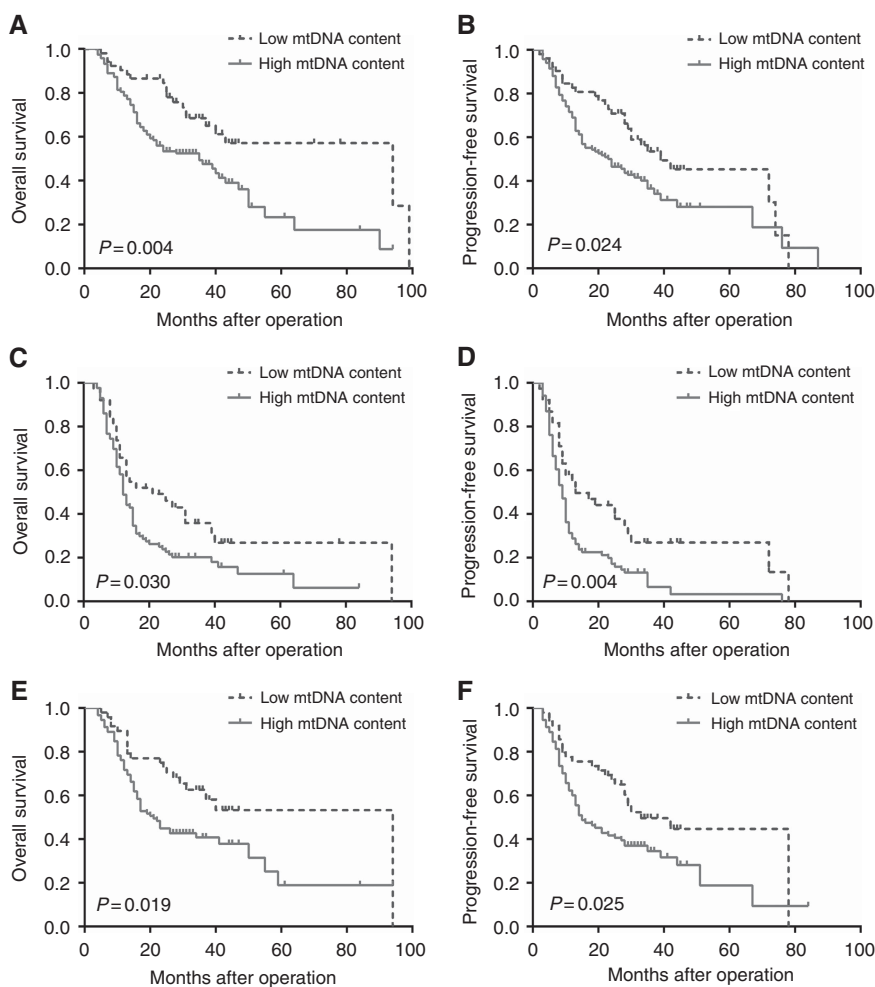 A
Low mtDNA content
High mtDNA content
Overall survival
1.0
0.8
0.6
0.4
0.2
0.0
P=0.004
0 20 40 60 80 100
Months after operation
B
Low mtDNA content
High mtDNA content
Progression-free survival
1.0
0.8
0.6
0.4
0.2
0.0
P=0.024
0 20 40 60 80 100
Months after operation
C
Low mtDNA content
High mtDNA content
Overall survival
1.0
0.8
0.6
0.4
0.2
0.0
P=0.030
0 20 40 60 80 100
Months after operation
D
Low mtDNA content
High mtDNA content
Progression-free survival
1.0
0.8
0.6
0.4
0.2
0.0
P=0.004
0 20 40 60 80 100
Months after operation
E
Low mtDNA content
High mtDNA content
Overall survival
1.0
0.8
0.6
0.4
0.2
0.0
P=0.019
0 20 40 60 80 100
Months after operation
F
Low mtDNA content
High mtDNA content
Progression-free survival
1.0
0.8
0.6
0.4
0.2
0.0
P=0.025
0 20 40 60 80 100
Months after operation